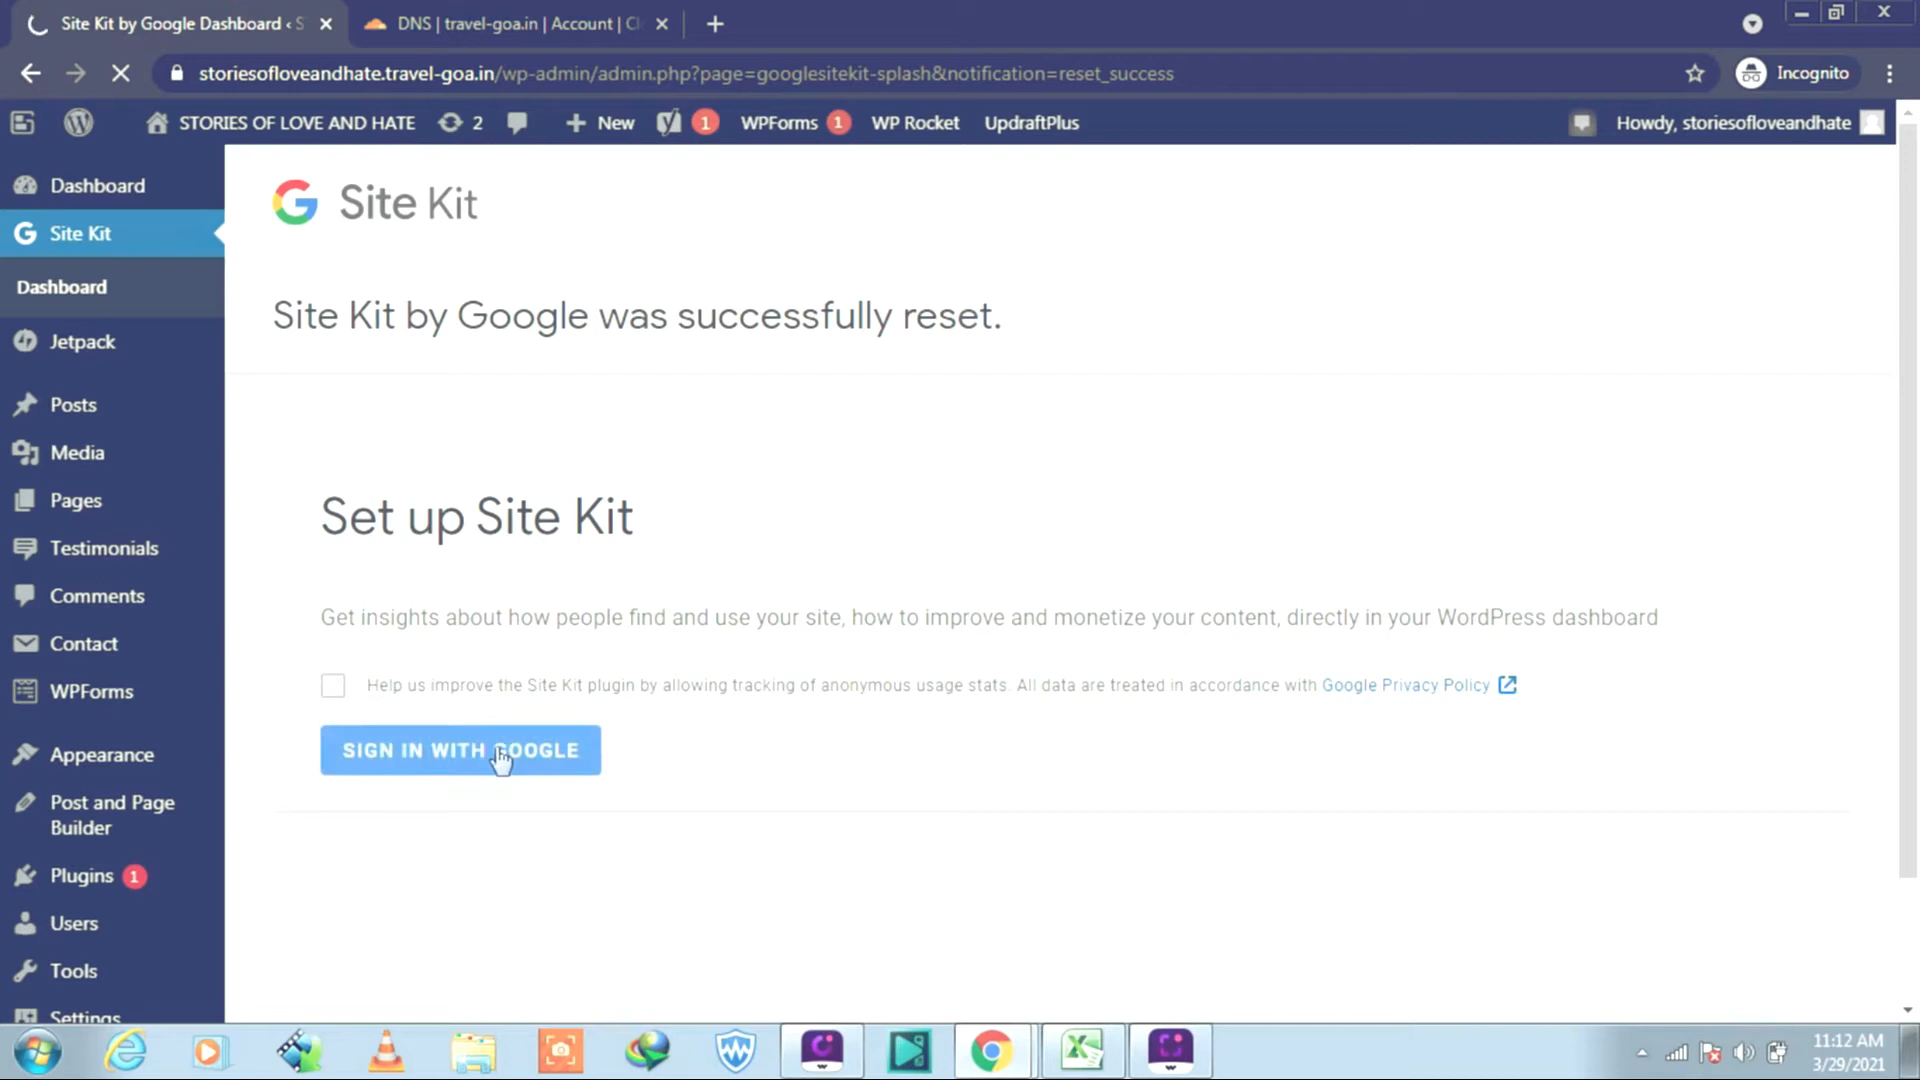 Site Kit by Google Dashboard ‹ S
DNS | travel-goa.in | Account | Cl
storiesofloveandhate.travel-goa.in/wp-admin/admin.php?page=googlesitekit-splash&notification=reset_success
Incognito
STORIES OF LOVE AND HATE
2
New
1
WPForms 1
WP Rocket
UpdraftPlus
Howdy, storiesofloveandhate
Dashboard
Site Kit
Dashboard
Jetpack
Posts
Media
Pages
Testimonials
Comments
Contact
WPForms
Appearance
Post and Page
Builder
Plugins 1
Users
Tools
Settings
Site Kit
Site Kit by Google was successfully reset.
Set up Site Kit
Get insights about how people find and use your site, how to improve and monetize your content, directly in your WordPress dashboard
Help us improve the Site Kit plugin by allowing tracking of anonymous usage stats. All data are treated in accordance with Google Privacy Policy
SIGN IN WITH GOOGLE
11:12 AM
3/29/2021